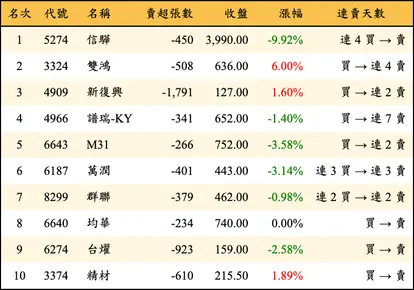 名次 代號 名稱 賣超張數 收盤 漲幅 連賣天數
1 5274 信驊 -450 3,990.00 -9.92% 連 4 買 → 賣
2 3324 雙鴻 -508 636.00 6.00% 買 → 連 4 賣
3 4909 新復興 -1,791 127.00 1.60% 買 → 連 2 賣
4 4966 譜瑞-KY -341 652.00 -1.40% 買 → 連 7 賣
5 6643 M31 -266 752.00 -3.58% 買 → 連 2 賣
6 6187 萬潤 -401 443.00 -3.14% 連 3 買 → 連 3 賣
7 8299 群聯 -379 462.00 -0.98% 連 2 買 → 連 2 賣
8 6640 均華 -234 740.00 0.00% 買 → 賣
9 6274 台燿 -923 159.00 -2.58% 買 → 賣
10 3374 精材 -610 215.50 1.89% 買 → 賣